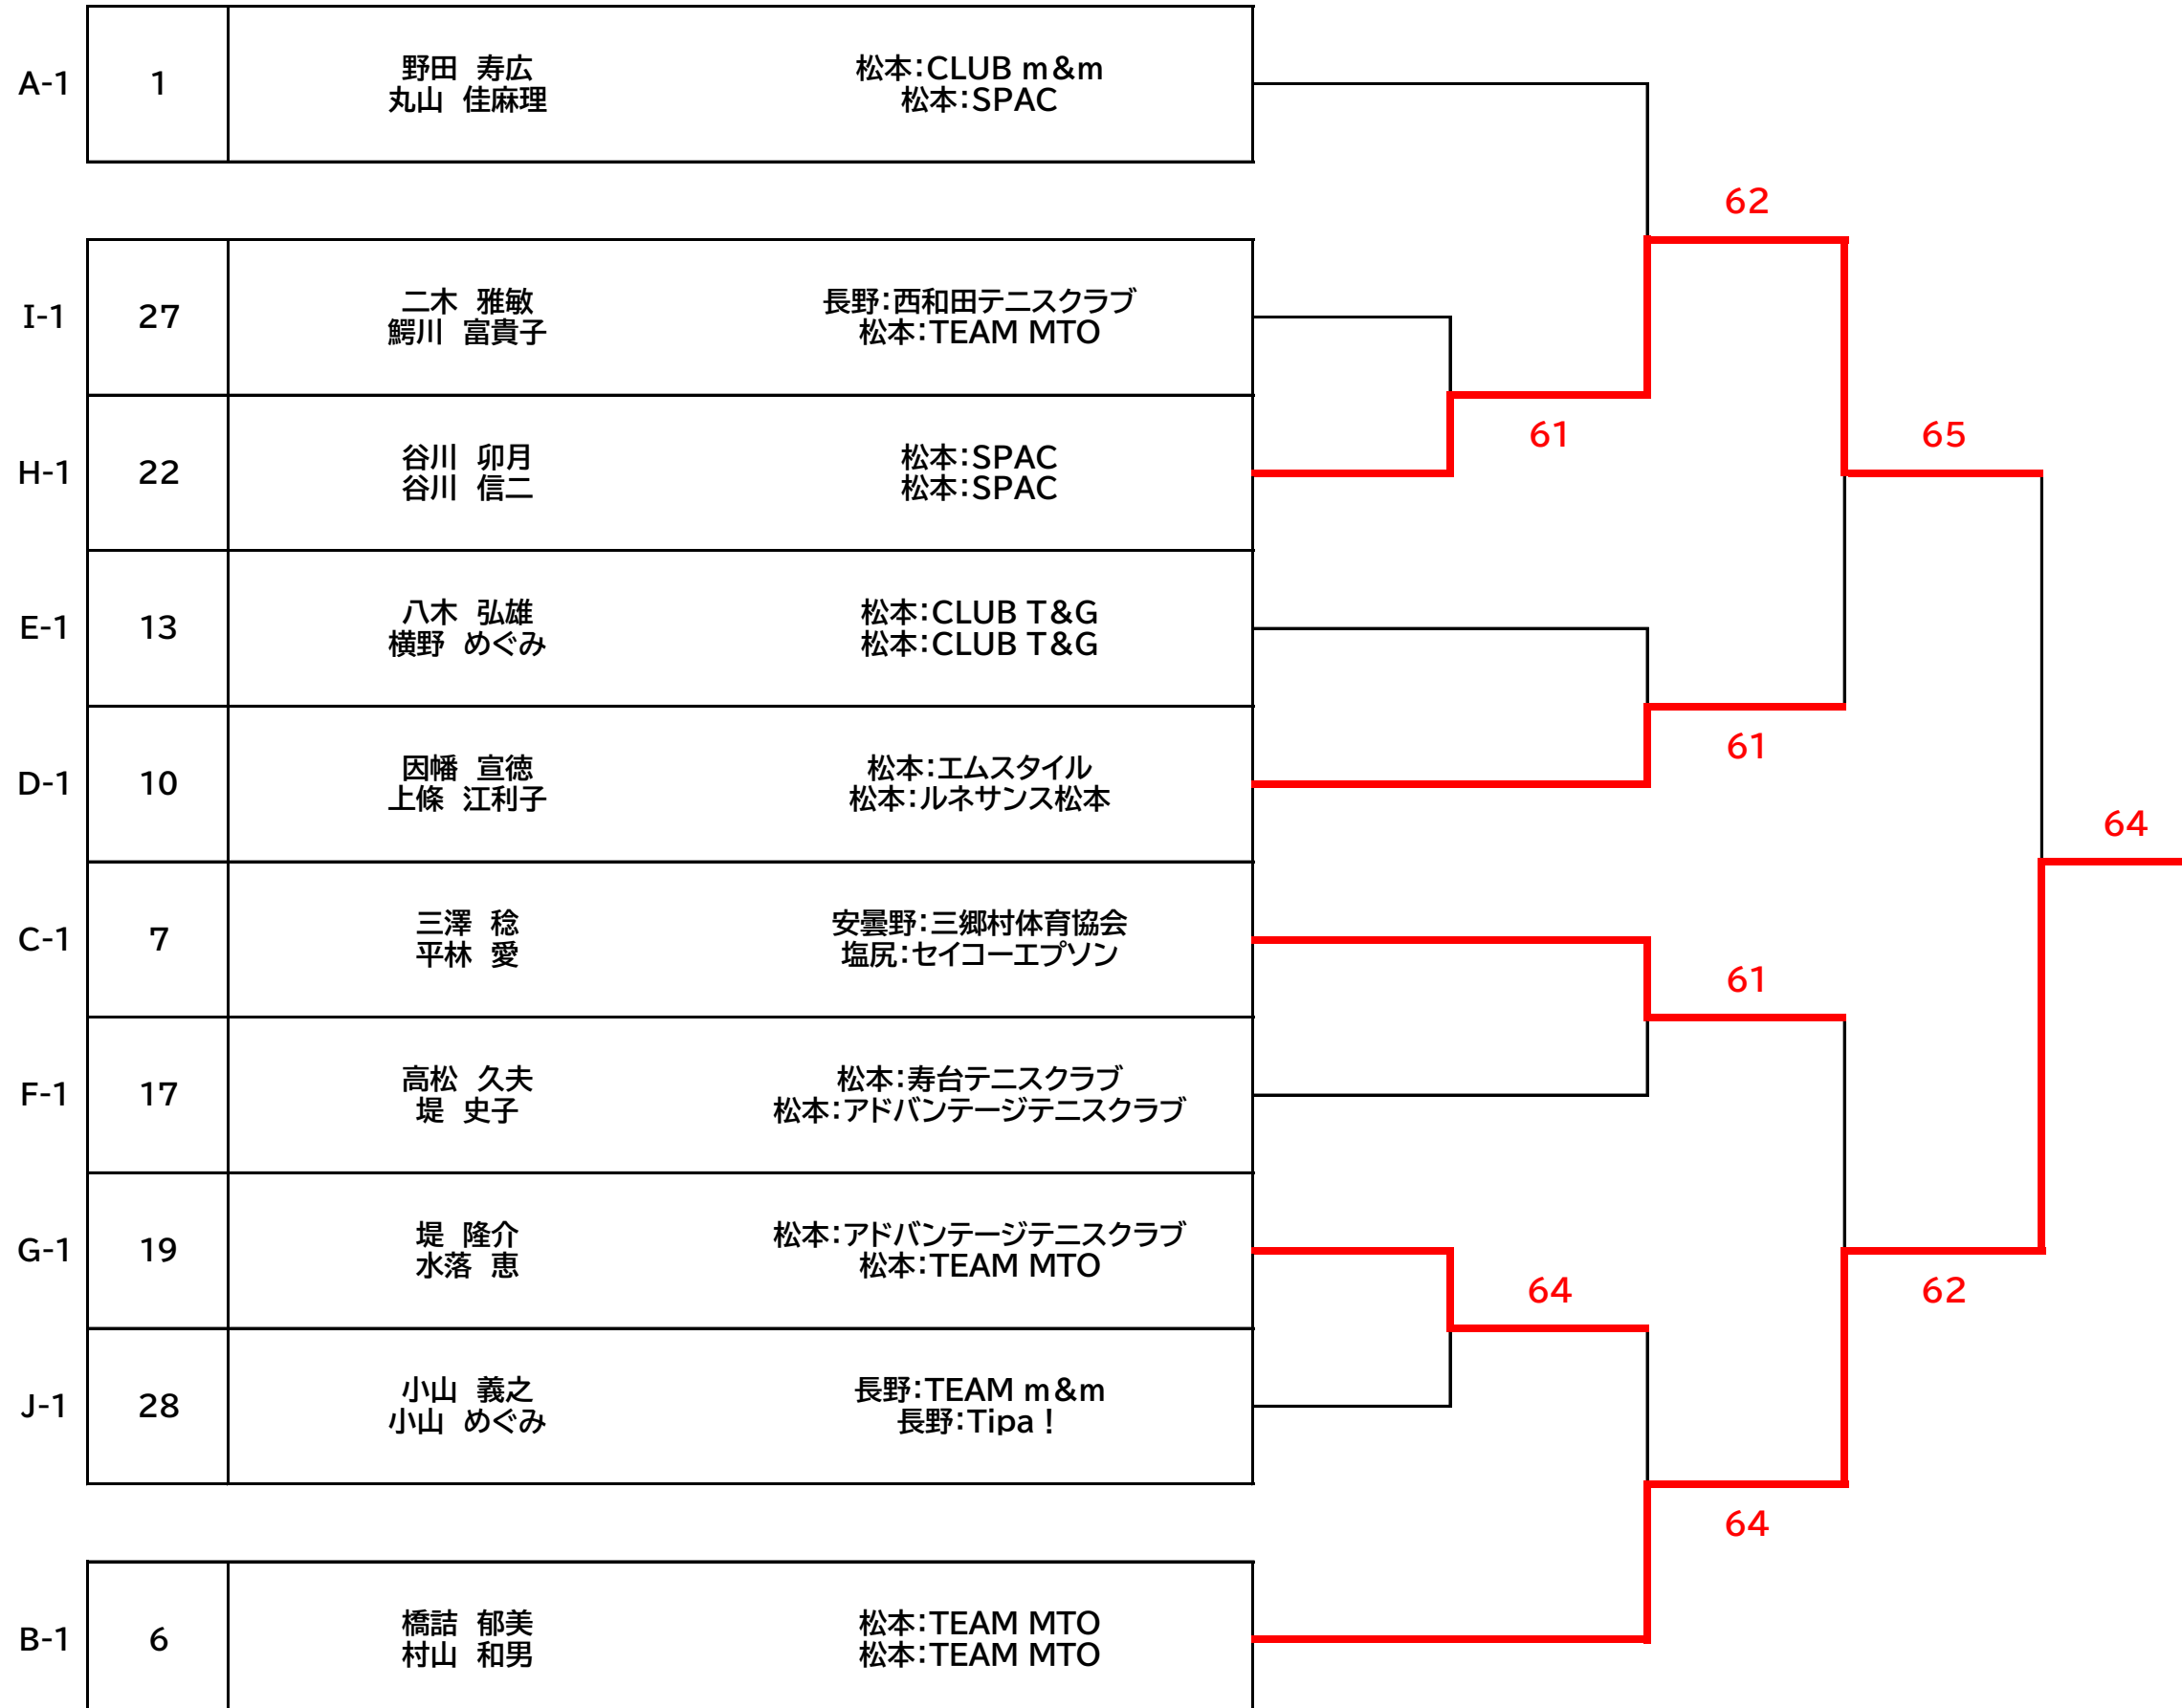 A-1 1 野田 寿広 松本:CLUB m&m
丸山 佳麻理 松本:SPAC
62
I-1 27 二木 雅敏 長野:西和田テニスクラブ
鰐川 富貴子 松本:TEAM MTO
61 65
H-1 22 谷川 卯月 松本:SPAC
谷川 信二 松本:SPAC
E-1 13 八木 弘雄 松本:CLUB T&G
横野 めぐみ 松本:CLUB T&G
61
D-1 10 因幡 宣徳 松本:エムスタイル
上條 江利子 松本:ルネサンス松本
64
C-1 7 三澤 稔 安曇野:三郷村体育協会
平林 愛 塩尻:セイコーエプソン
61
F-1 17 高松 久夫 松本:寿台テニスクラブ
堤 史子 松本:アドバンテージテニスクラブ
G-1 19 堤 隆介 松本:アドバンテージテニスクラブ
水落 恵 松本:TEAM MTO
64 62
J-1 28 小山 義之 長野:TEAM m&m
小山 めぐみ 長野:Tipa!
64
B-1 6 橋詰 郁美 松本:TEAM MTO
村山 和男 松本:TEAM MTO